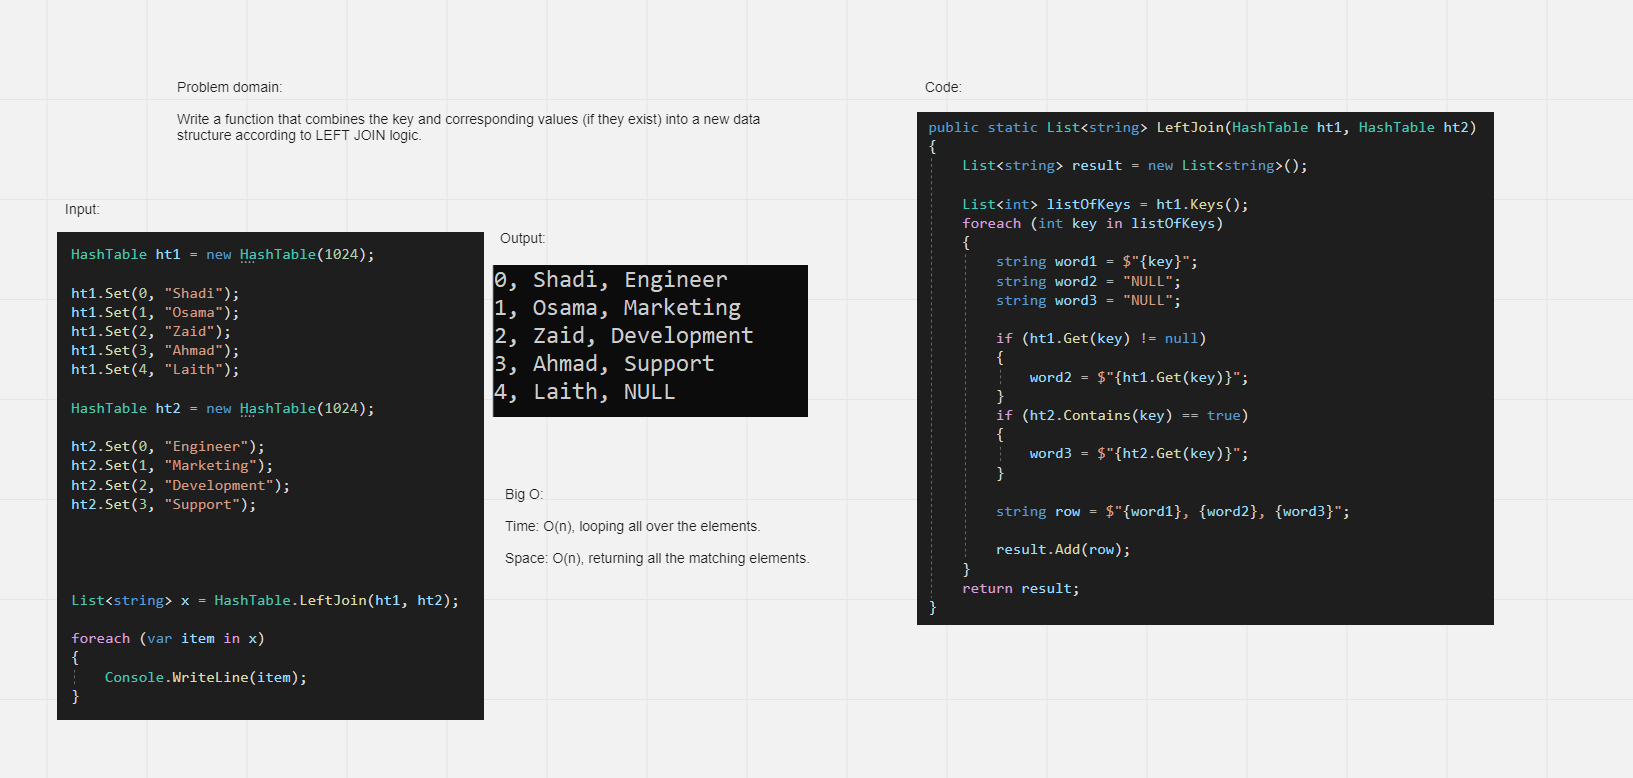 Problem domain:
Write a function that combines the key and corresponding values (if they exist) into a new data
structure according to LEFT JOIN logic.
Input:
HashTable ht1 = new HashTable(1024);
ht1.Set(0, "Shadi");
ht1.Set(1, "Osama");
ht1.Set(2, "Zaid");
ht1.Set(3, "Ahmad");
ht1.Set(4, "Laith");
HashTable ht2 = new HashTable(1024);
ht2.Set(0, "Engineer");
ht2.Set(1, "Marketing");
ht2.Set(2, "Development");
ht2.Set(3, "Support");
List<string> x = HashTable.LeftJoin(ht1, ht2);
foreach (var item in x)
{
Console.WriteLine(item);
}
Output:
0, Shadi, Engineer
1, Osama, Marketing
2, Zaid, Development
3, Ahmad, Support
4, Laith, NULL
Big O:
Time: O(n), looping all over the elements.
Space: O(n), returning all the matching elements.
Code:
public static List<string> LeftJoin(HashTable ht1, HashTable ht2)
{
List<string> result = new List<string>();
List<int> listOfKeys = ht1.Keys();
foreach (int key in listOfKeys)
{
string word1 = $"{key}";
string word2 = "NULL";
string word3 = "NULL";
if (ht1.Get(key) != null)
{
word2 = $"{ht1.Get(key)}";
}
if (ht2.Contains(key) == true)
{
word3 = $"{ht2.Get(key)}";
}
string row = $"{word1}, {word2}, {word3}";
result.Add(row);
}
return result;
}